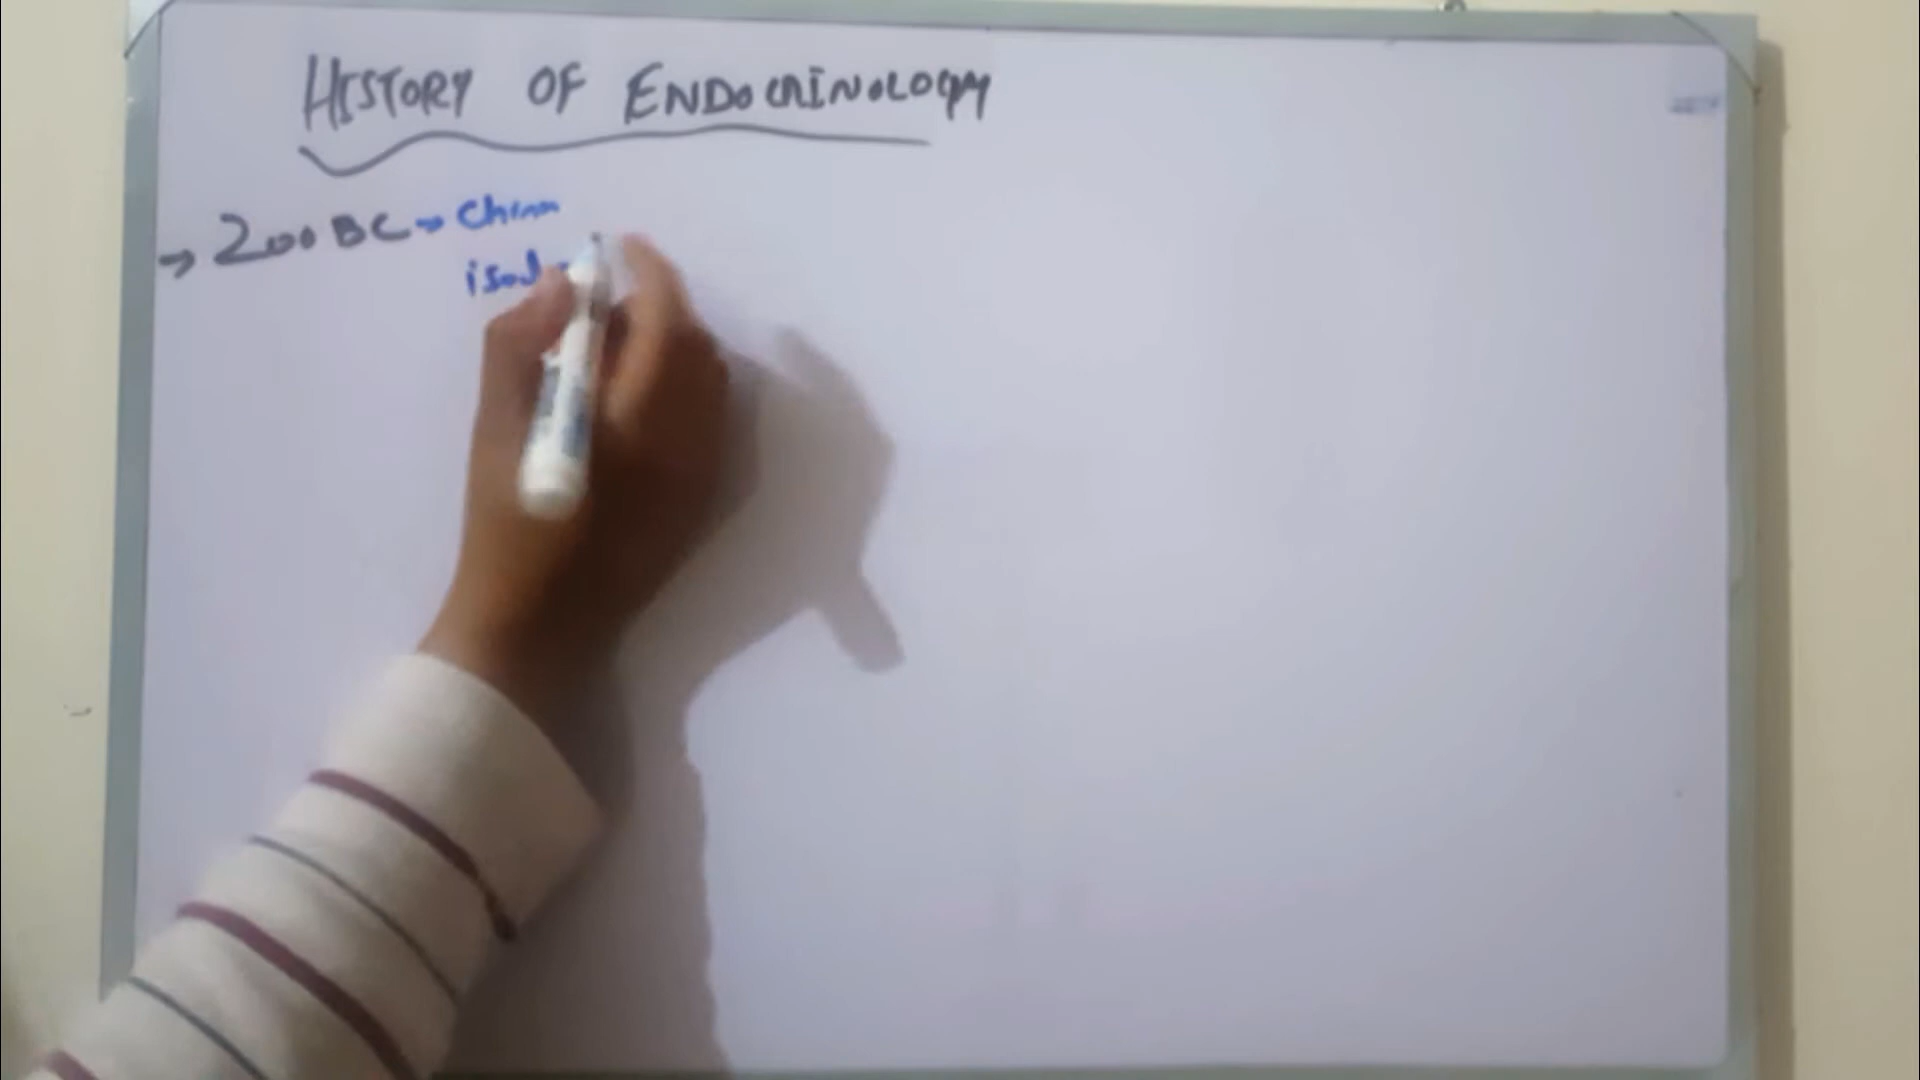 HISTORY OF ENDOCRINOLOGY
→ 200 BC → China